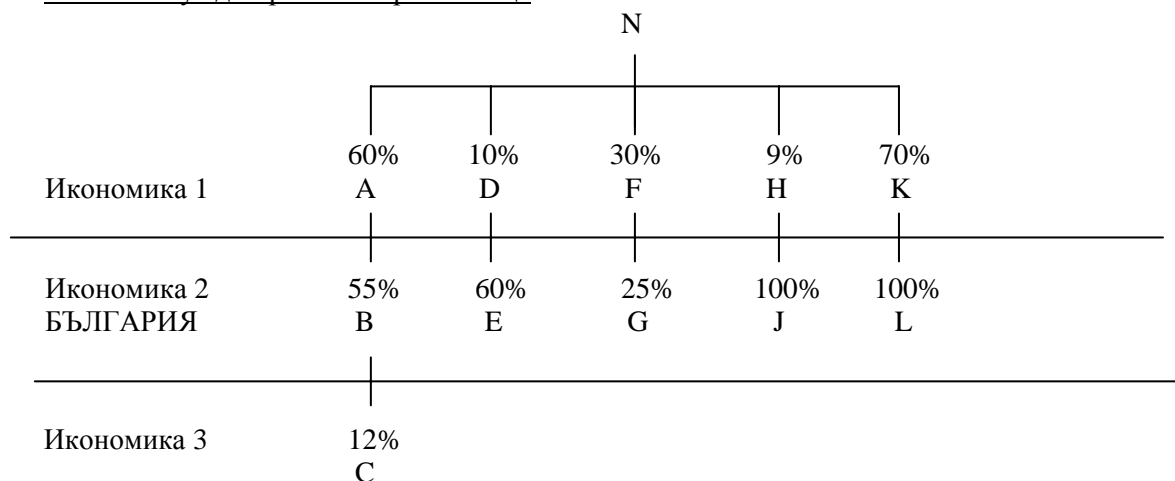 N
60% 10% 30% 9% 70%
Икономика 1 A D F H K
Икономика 2 55% 60% 25% 100% 100%
БЪЛГАРИЯ B E G J L
Икономика 3 12%
C